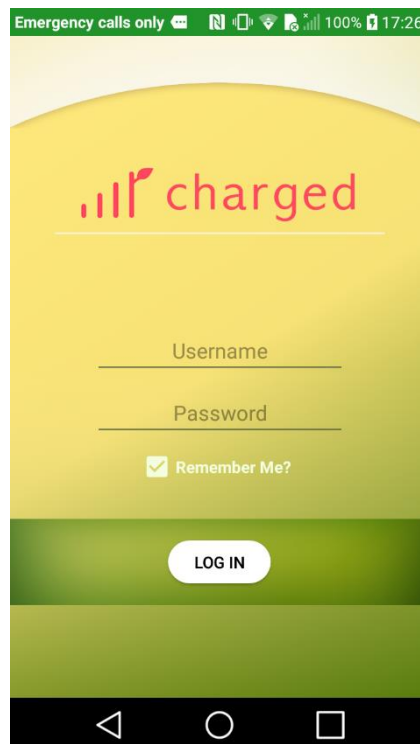 Emergency calls only 100% 17:26
charged
Username
Password
Remember Me?
LOG IN